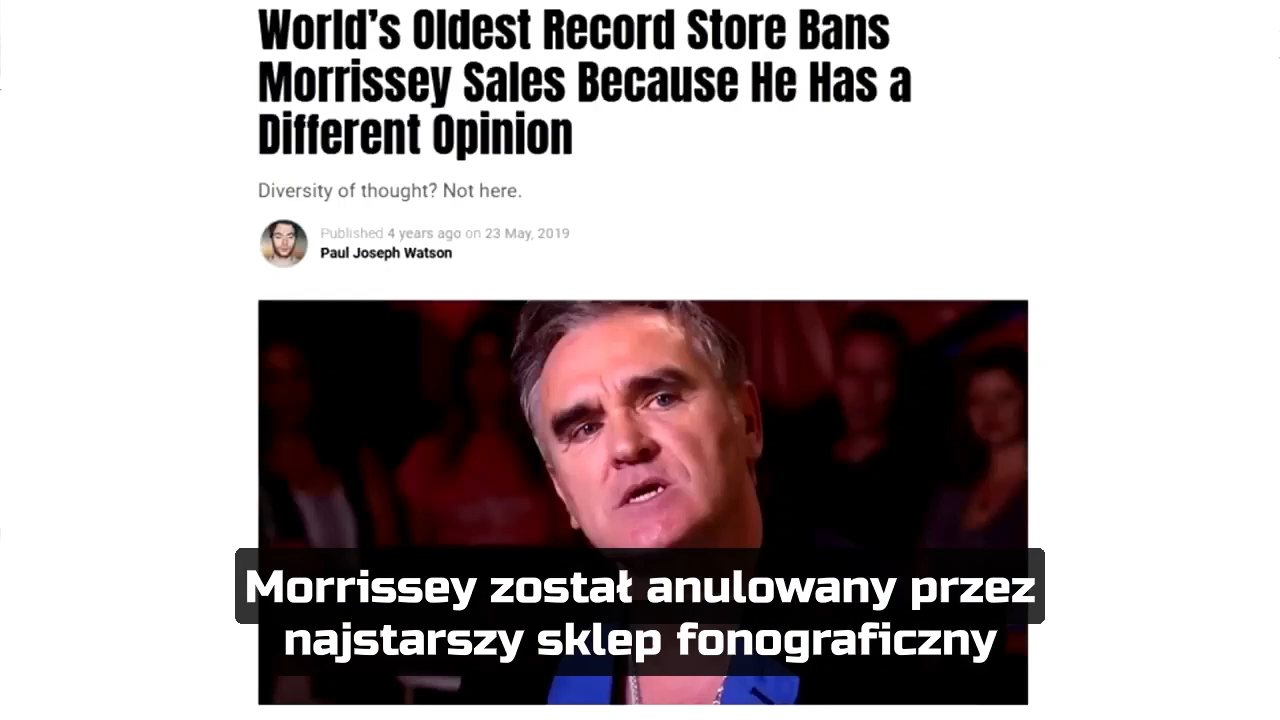 World’s Oldest Record Store Bans
Morrissey Sales Because He Has a
Different Opinion
Diversity of thought? Not here.
Published 4 years ago on 23 May, 2019
Paul Joseph Watson
Morrissey został anulowany przez
najstarszy sklep fonograficzny